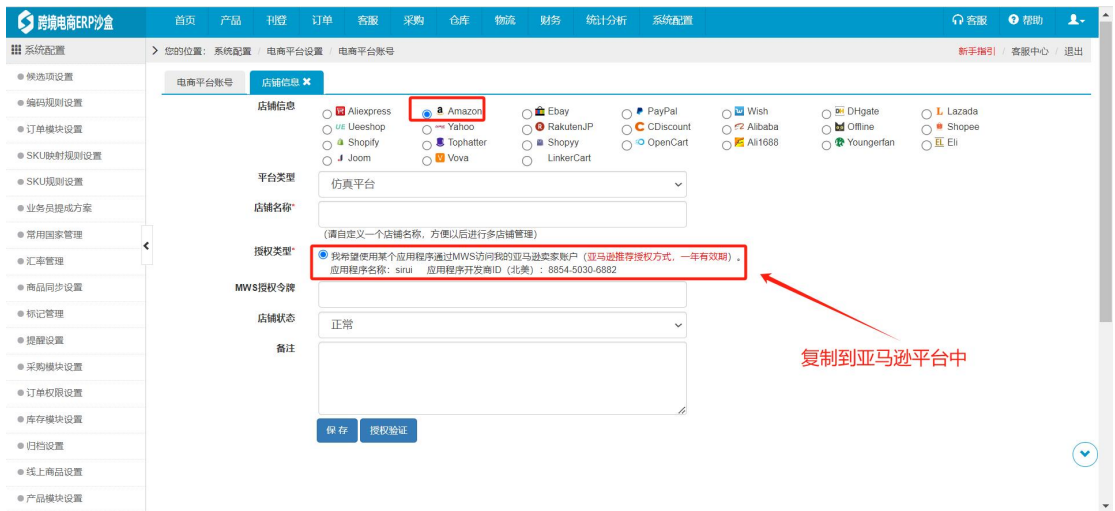 跨境电商ERP沙盒 首页 产品 刊登 订单 客服 采购 仓库 物流 财务 统计分析 系统配置 客服 帮助
系统配置 您的位置: 系统配置 / 电商平台设置 / 电商平台账号 新手指引 / 客服中心 / 退出
候选项设置
编码规则设置
订单模块设置
SKU映射规则设置
SKU规则设置
业务员提成方案
常用国家管理
汇率管理
商品同步设置
标记管理
提醒设置
采购模块设置
订单权限设置
库存模块设置
归档设置
线上商品设置
产品模块设置
电商平台账号 店铺信息 ✖
店铺信息
Aliexpress Amazon Ebay PayPal Wish DHgate Lazada
Ueeshop Yahoo RakutenJP CDiscount Alibaba Offline Shopee
Shopify Tophatter Shopyy OpenCart Ali1688 Youngerfan Eli
Joom Vova LinkerCart
平台类型 仿真平台
店铺名称*
(请自定义一个店铺名称，方便以后进行多店铺管理)
授权类型* 我希望使用某个应用程序通过MWS访问我的亚马逊卖家账户（亚马逊推荐授权方式，一年有效期）。
应用程序名称：sirui 应用程序开发商ID（北美）：8854-5030-6882
MWS授权令牌
店铺状态 正常
备注
复制到亚马逊平台中
保 存 授权验证